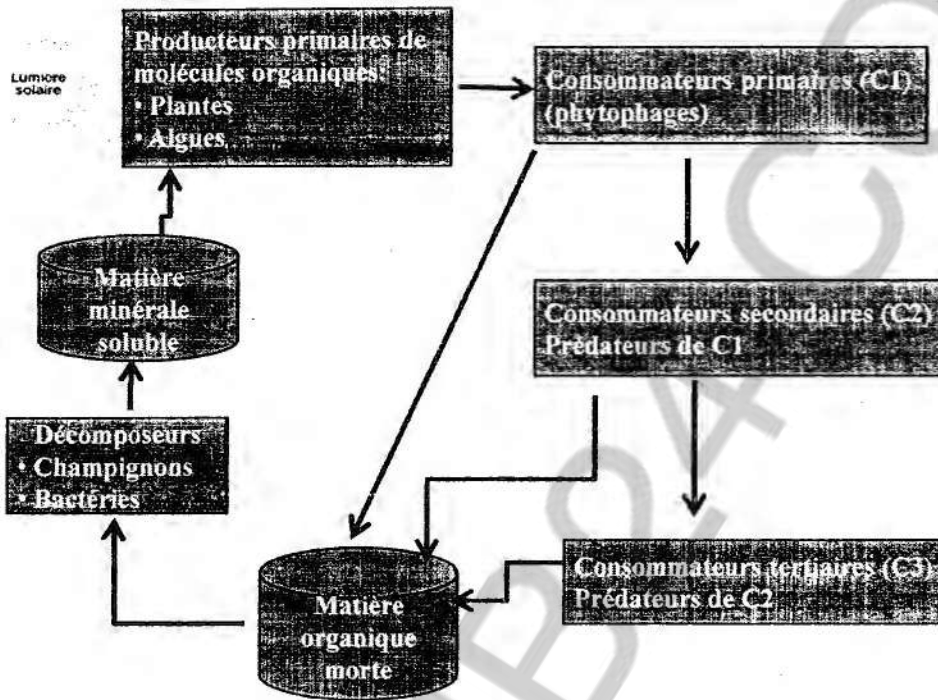 Lumière
solaire
Producteurs primaires de
molécules organiques:
• Plantes
• Algues
Consommateurs primaires (C1)
(phytophages)
Matière
minérale
soluble
Consommateurs secondaires (C2)
Prédateurs de C1
Décomposeurs
• Champignons
• Bactéries
Matière
organique
morte
Consommateurs tertiaires (C3)
Prédateurs de C2